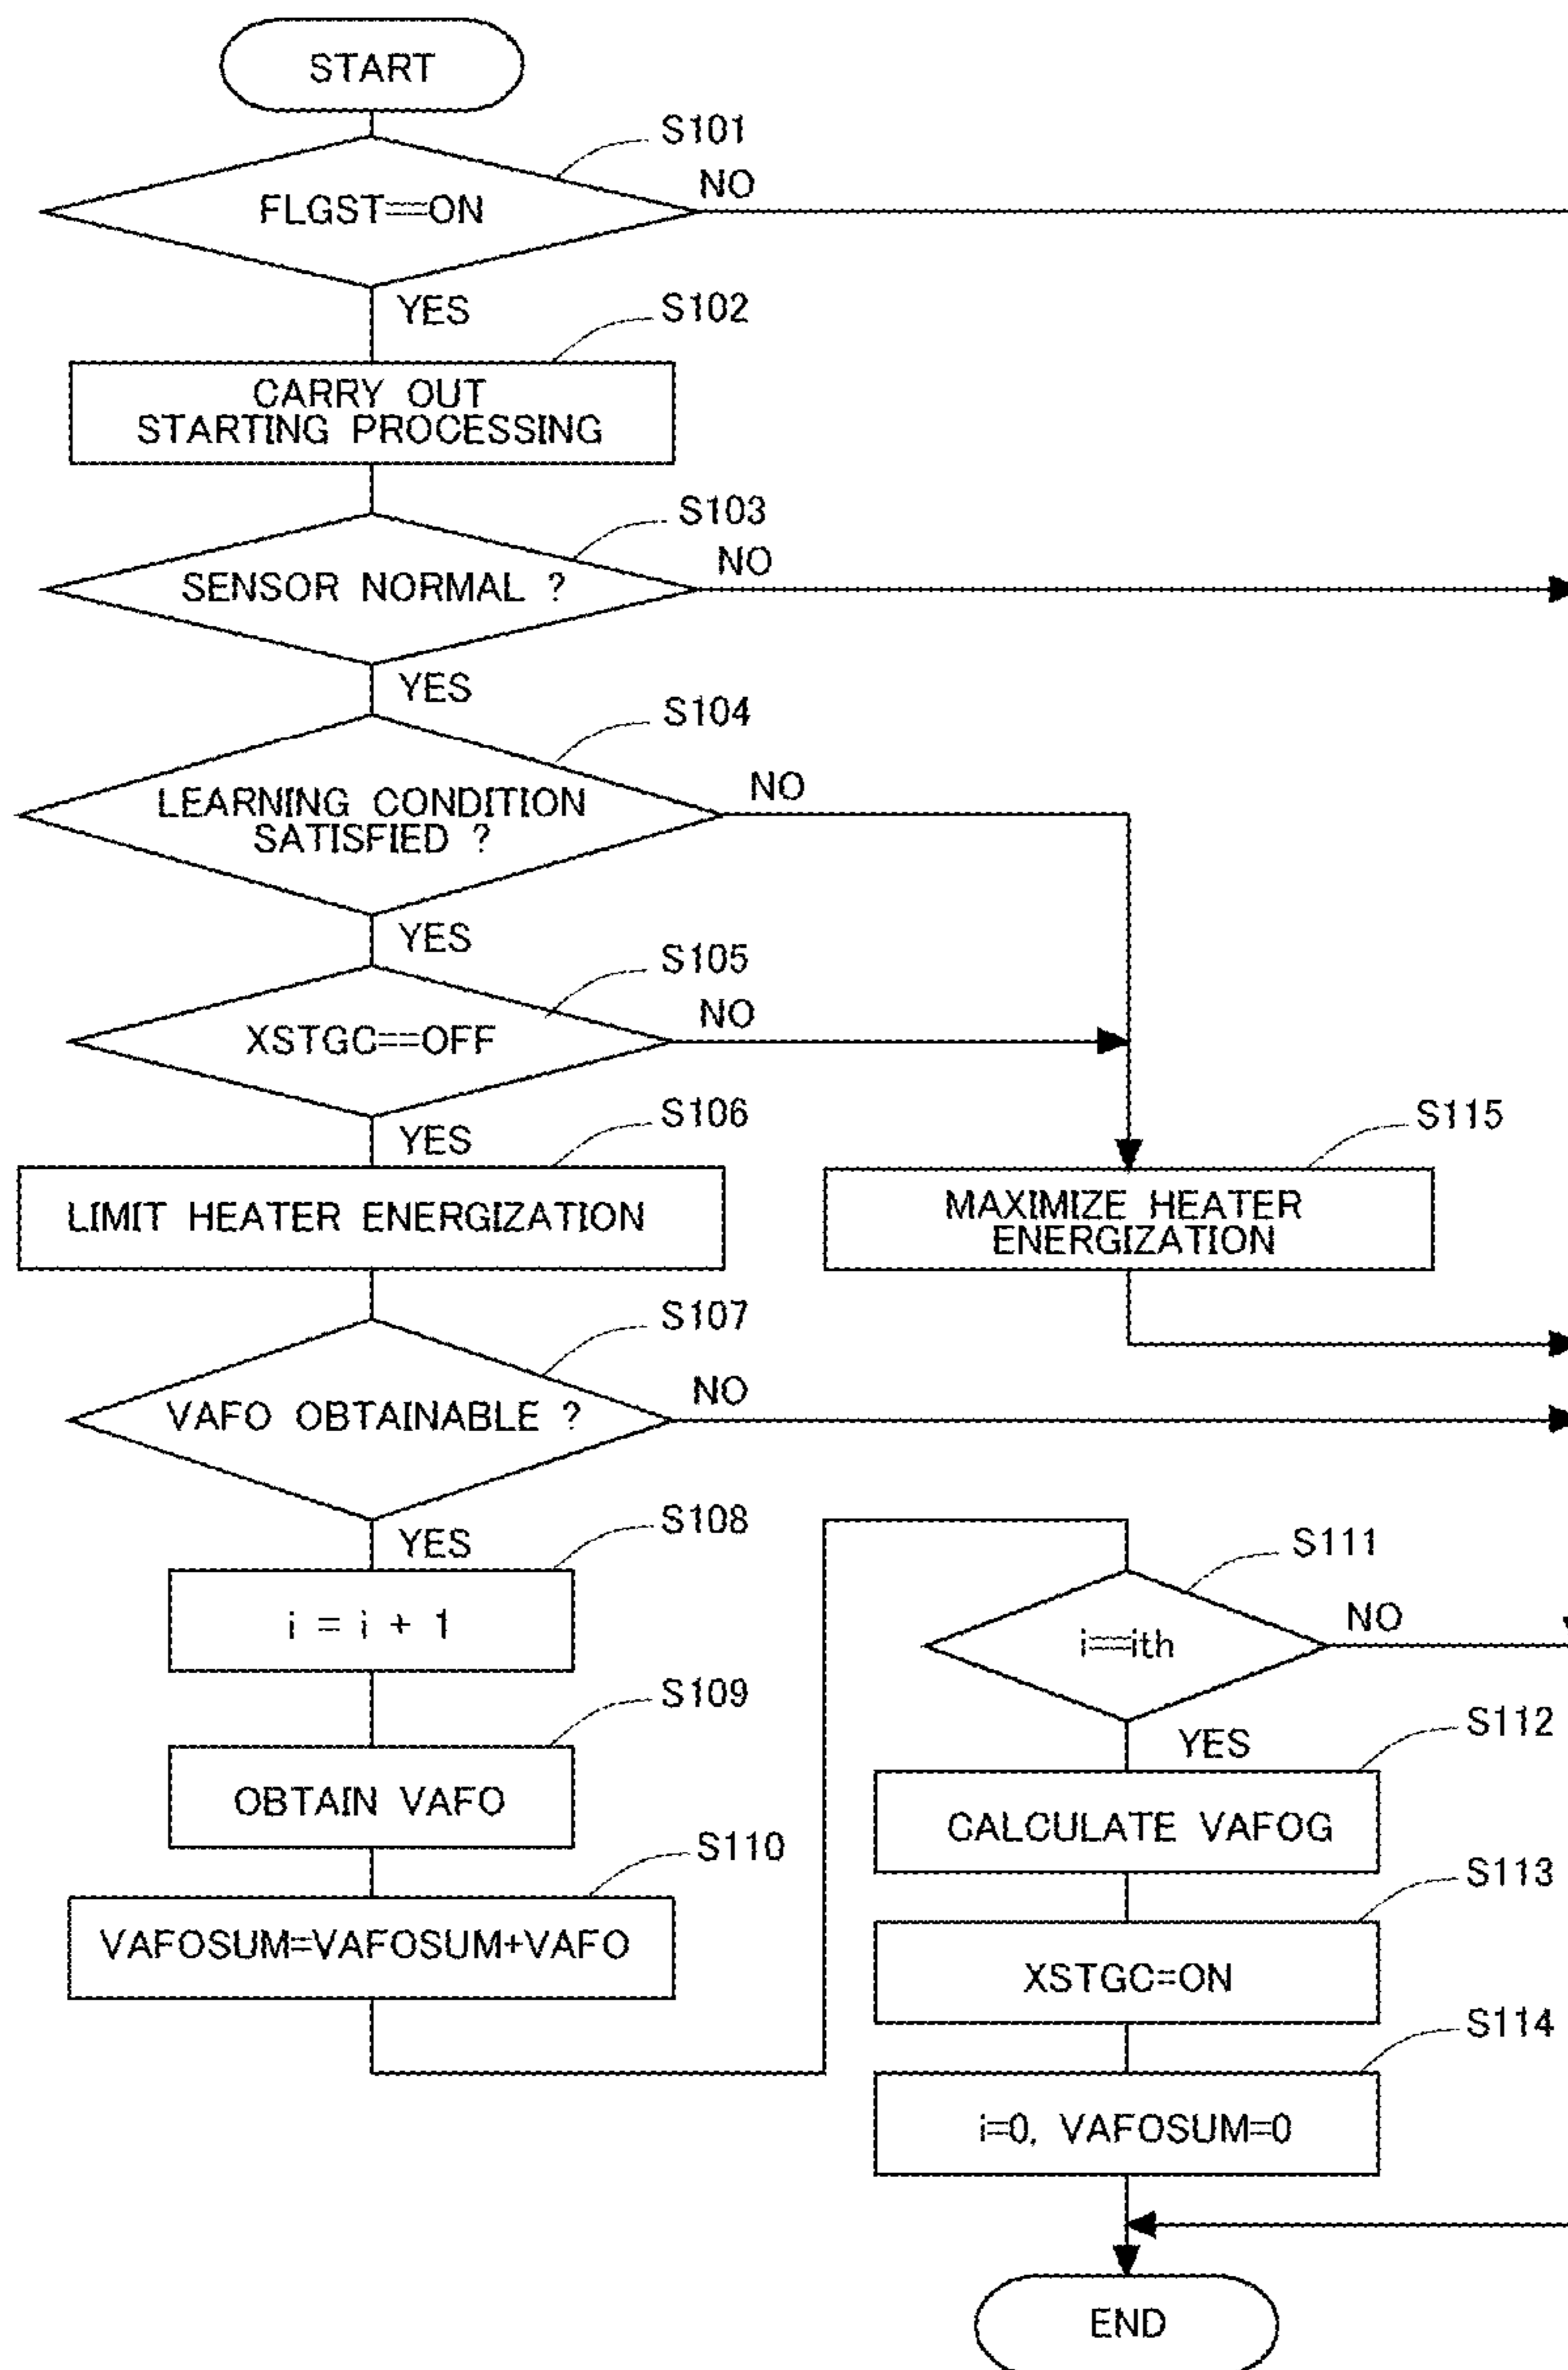 START
S101
FLGST==ON
NO
YES
S102
CARRY OUT
STARTING PROCESSING
S103
SENSOR NORMAL ?
NO
YES
S104
LEARNING CONDITION
SATISFIED ?
NO
YES
S105
XSTGC==OFF
NO
YES
S106
LIMIT HEATER ENERGIZATION
S115
MAXIMIZE HEATER
ENERGIZATION
S107
VAFO OBTAINABLE ?
NO
YES
S108
i = i + 1
S109
OBTAIN VAFO
S110
VAFOSUM=VAFOSUM+VAFO
S111
i==ith
NO
YES
S112
CALCULATE VAFOG
S113
XSTGC=ON
S114
i=0, VAFOSUM=0
END